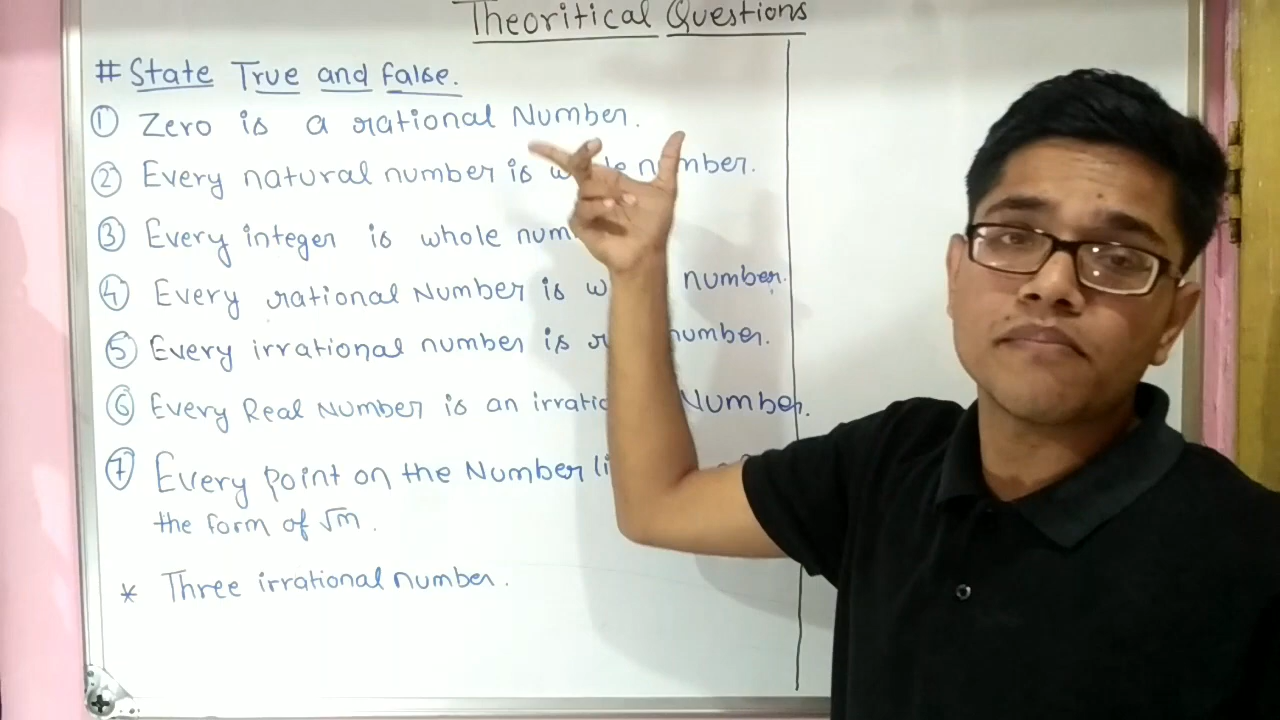 Theoritical Questions
# State True and false.
① Zero is a rational Number.
② Every natural number is number.
③ Every integer is whole
④ Every rational Number is number.
⑤ Every irrational number is number.
⑥ Every Real Number is an Number.
⑦ Every point on the Number
the form of √m.
* Three irrational number.